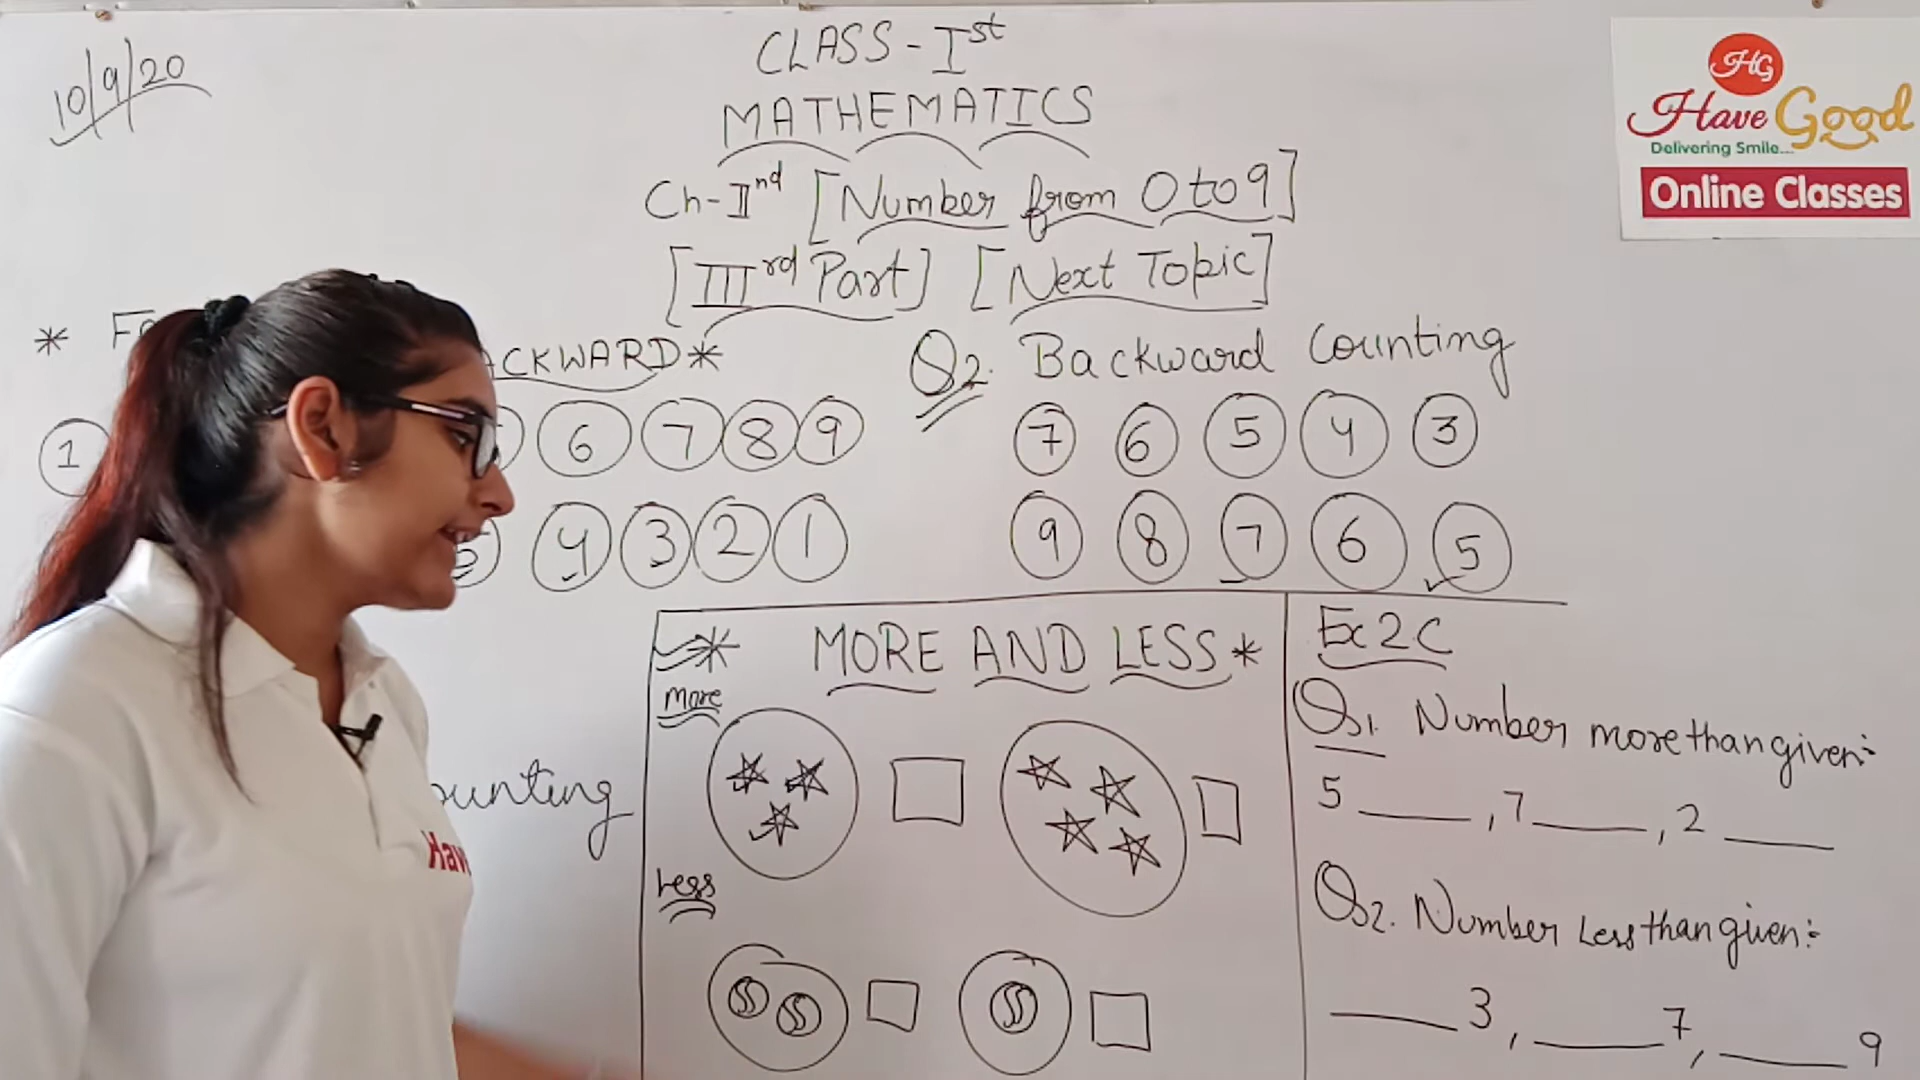 10/9/20
CLASS - Ist
MATHEMATICS
Ch-IInd [Number from 0 to 9]
[IIIrd Part] [Next Topic]
HG
Have Good
Delivering Smile...
Online Classes
* ACKWARD *
1 6 7 8 9
5 4 3 2 1
Q2. Backward Counting
7 6 5 4 3
9 8 7 6 5
ounting
* MORE AND LESS *
More
Less
Ex 2C
Q1. Number more than given:-
5 ____, 7 ____, 2 ____
Q2. Number Less than given:-
____ 3, ____ 7, ____ 9
Hav